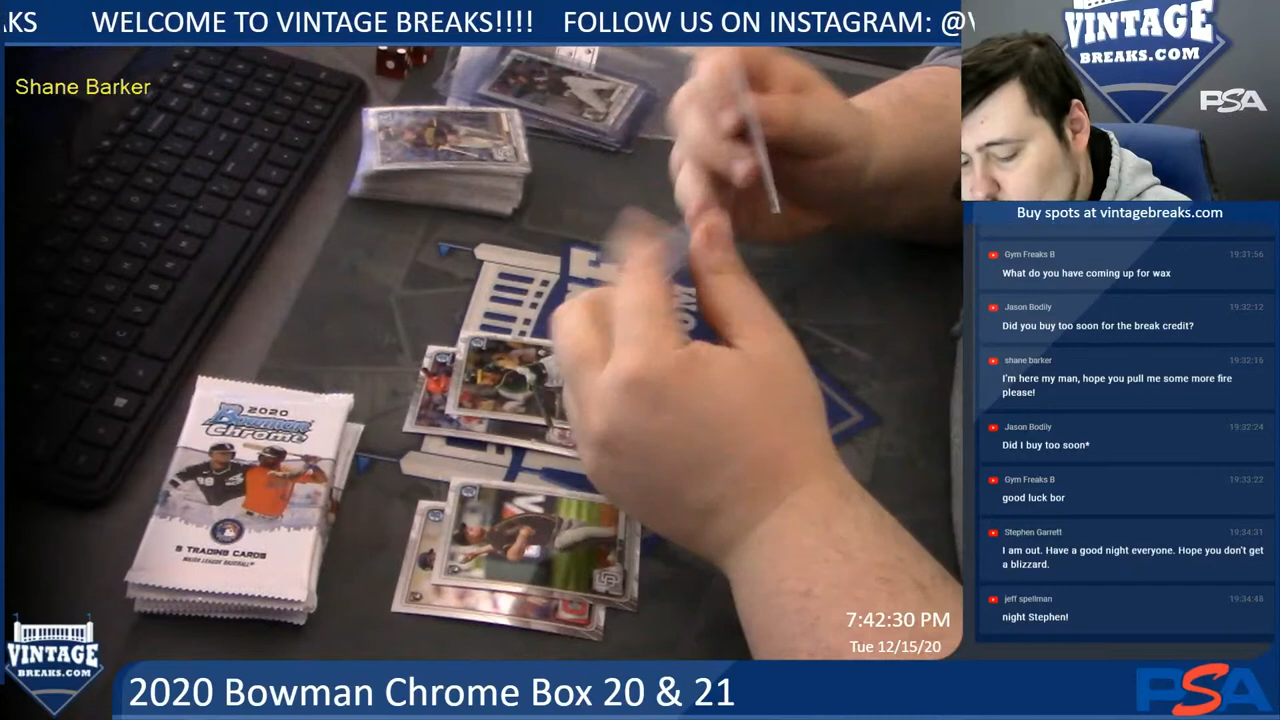 KS WELCOME TO VINTAGE BREAKS!!!! FOLLOW US ON INSTAGRAM: @V
Shane Barker
VINTAGE
BREAKS.COM
PSA
Buy spots at vintagebreaks.com
Gym Freaks B 19:31:56
What do you have coming up for wax
Jason Bodily 19:32:12
Did you buy too soon for the break credit?
shane barker 19:32:16
I'm here my man, hope you pull me some more fire
please!
Jason Bodily 19:32:24
Did I buy too soon*
Gym Freaks B 19:33:22
good luck bor
Stephen Garrett 19:34:31
I am out. Have a good night everyone. Hope you don't get
a blizzard.
jeff spellman 19:34:48
night Stephen!
2020
Bowman
Chrome
5 TRADING CARDS
MAJOR LEAGUE BASEBALL
7:42:30 PM
Tue 12/15/20
VINTAGE
BREAKS.COM
2020 Bowman Chrome Box 20 & 21
PSA